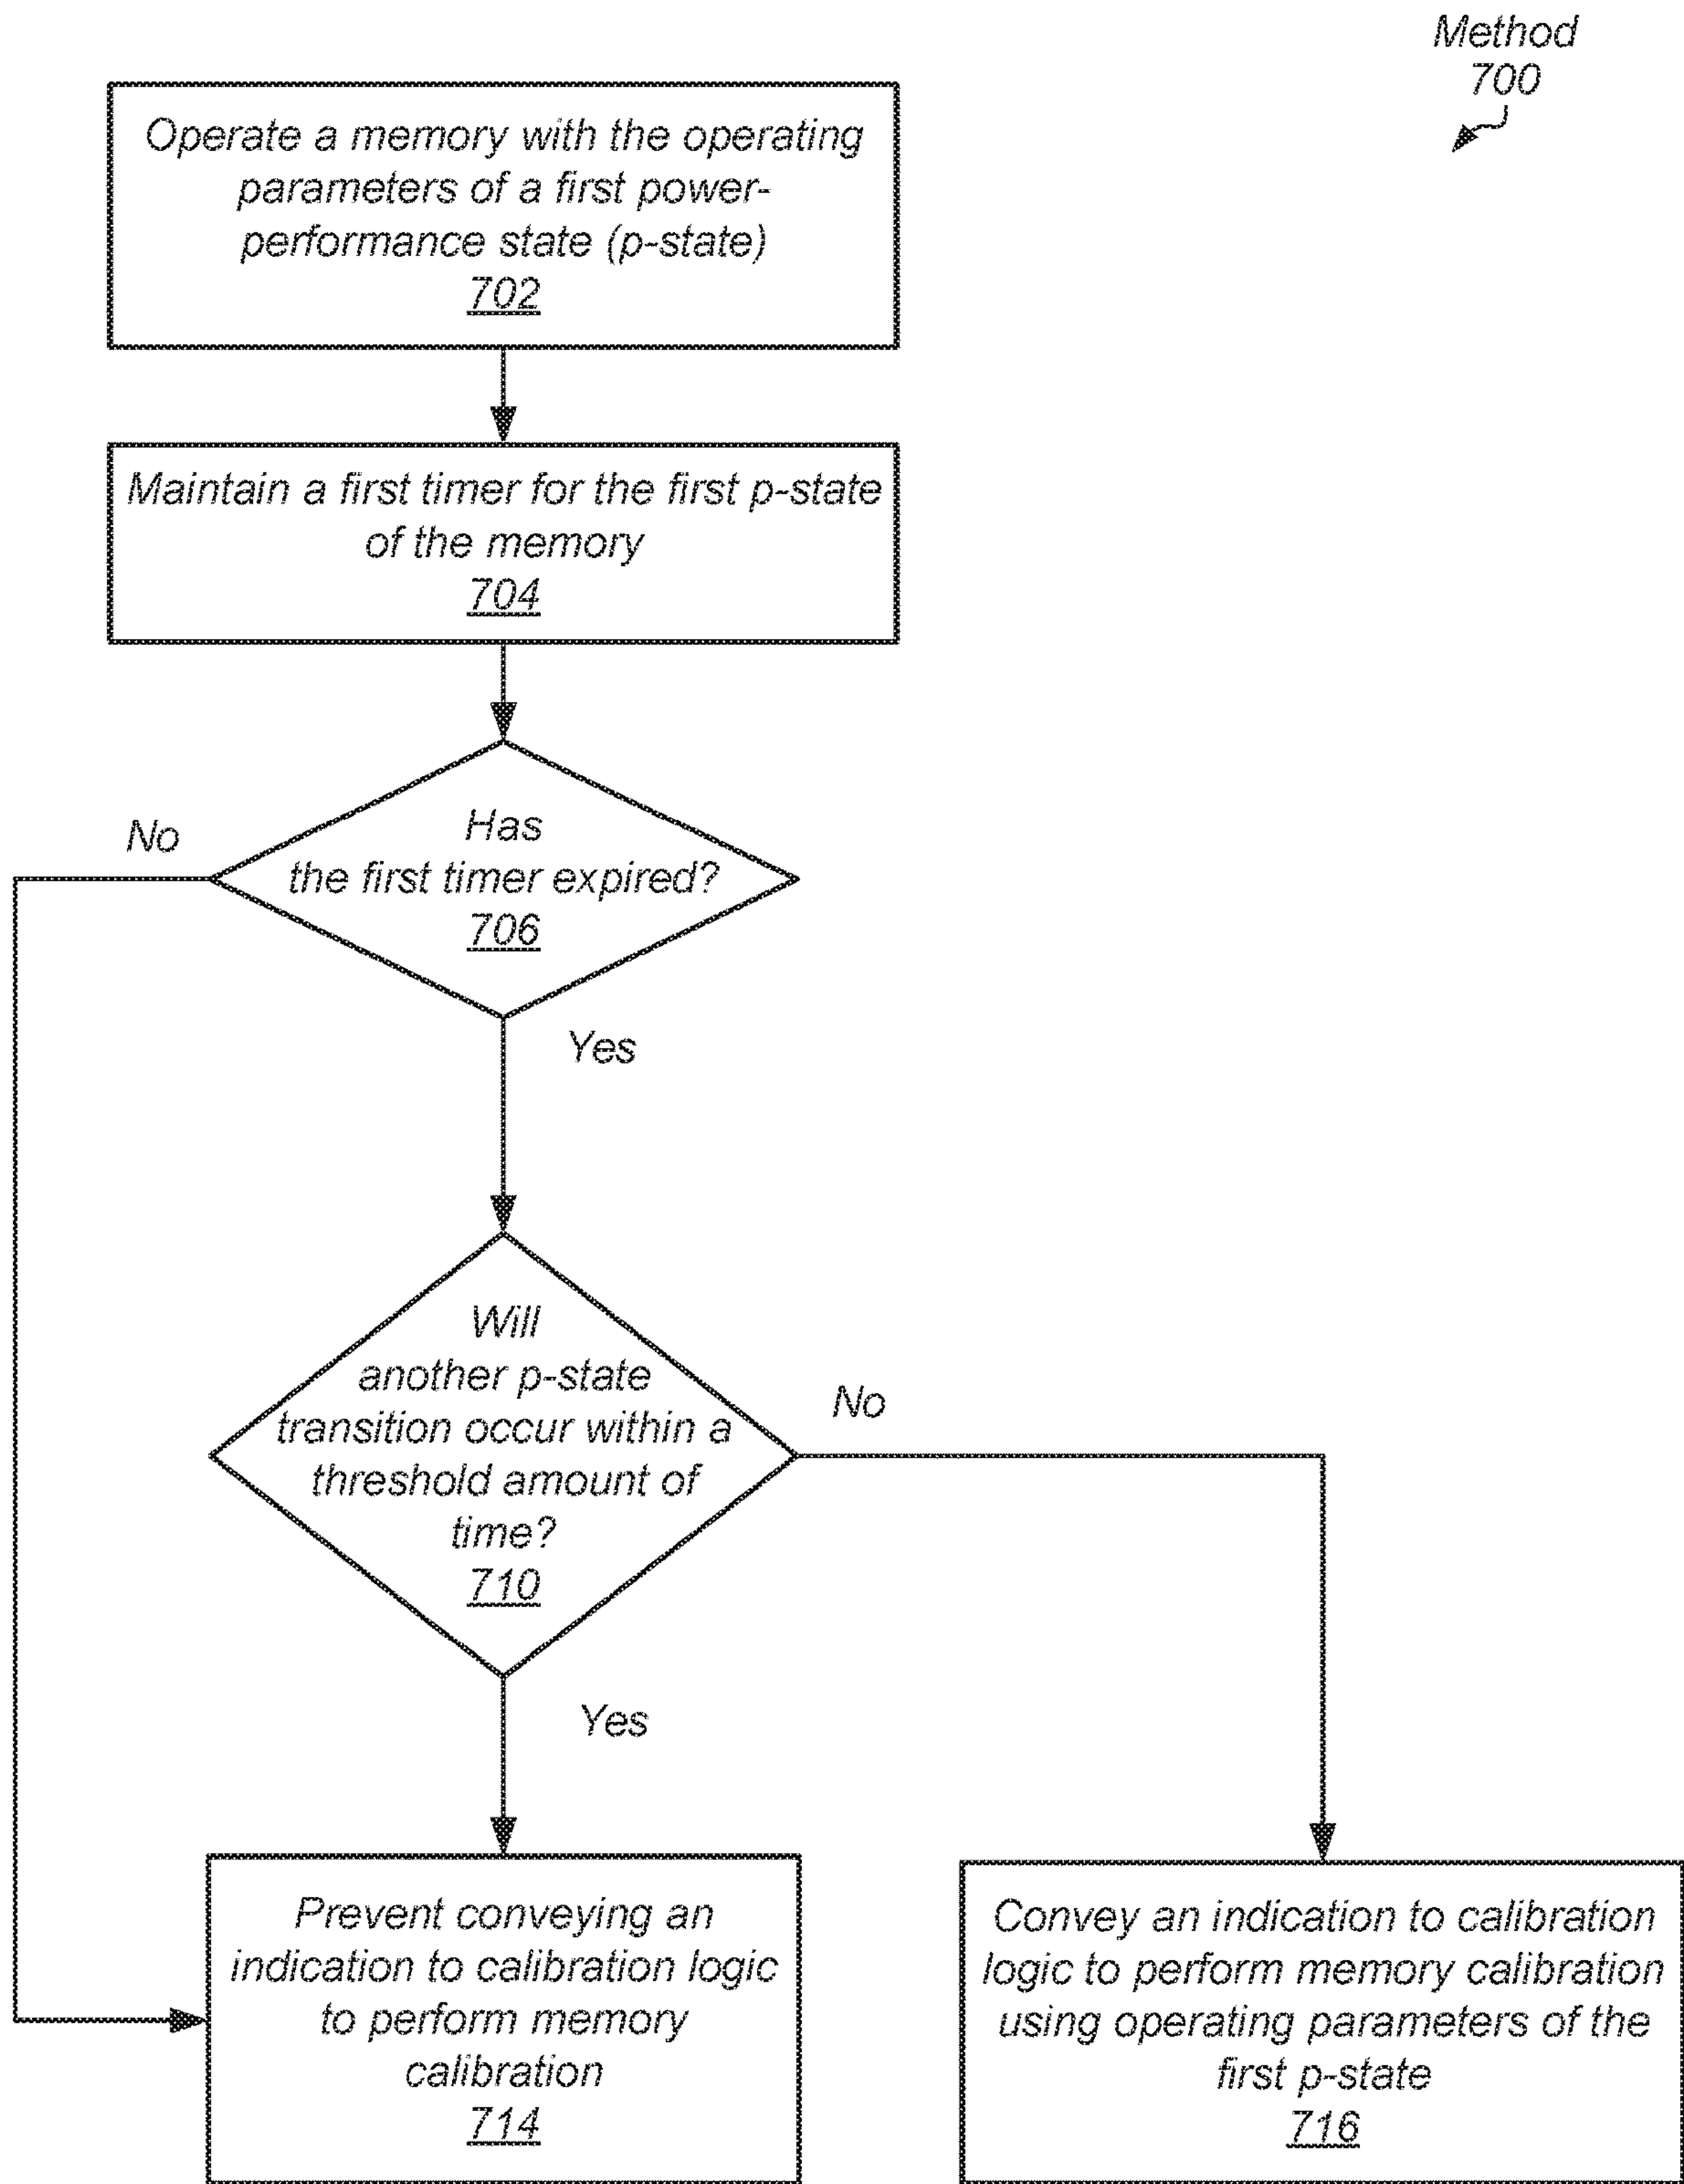 Method
700
Operate a memory with the operating
parameters of a first power-
performance state (p-state)
702
Maintain a first timer for the first p-state
of the memory
704
Has
the first timer expired?
706
No
Yes
Will
another p-state
transition occur within a
threshold amount of
time?
710
No
Yes
Prevent conveying an
indication to calibration logic
to perform memory
calibration
714
Convey an indication to calibration
logic to perform memory calibration
using operating parameters of the
first p-state
716